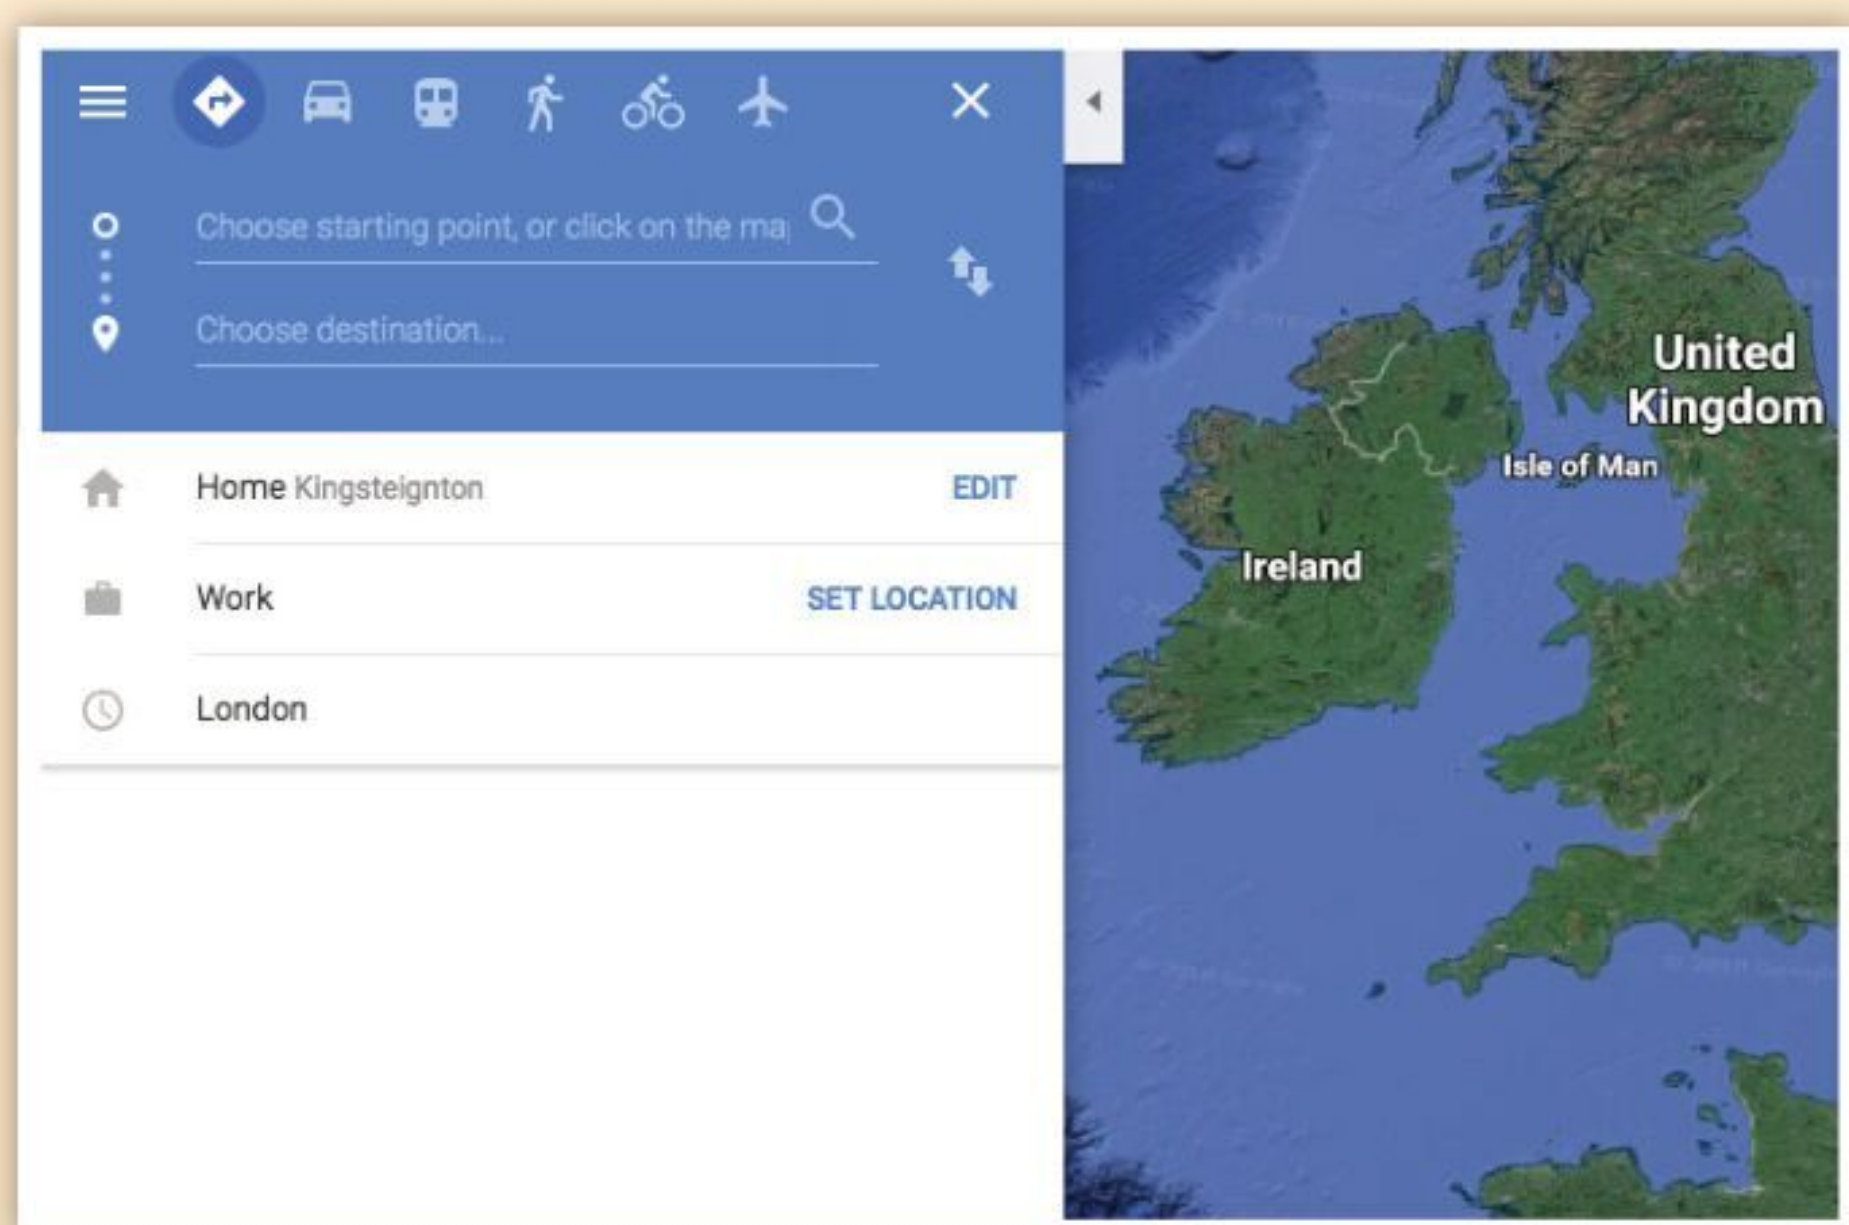 Choose starting point, or click on the ma
Choose destination...
Home Kingsteignton
EDIT
Work
SET LOCATION
London
United
Kingdom
Isle of Man
Ireland